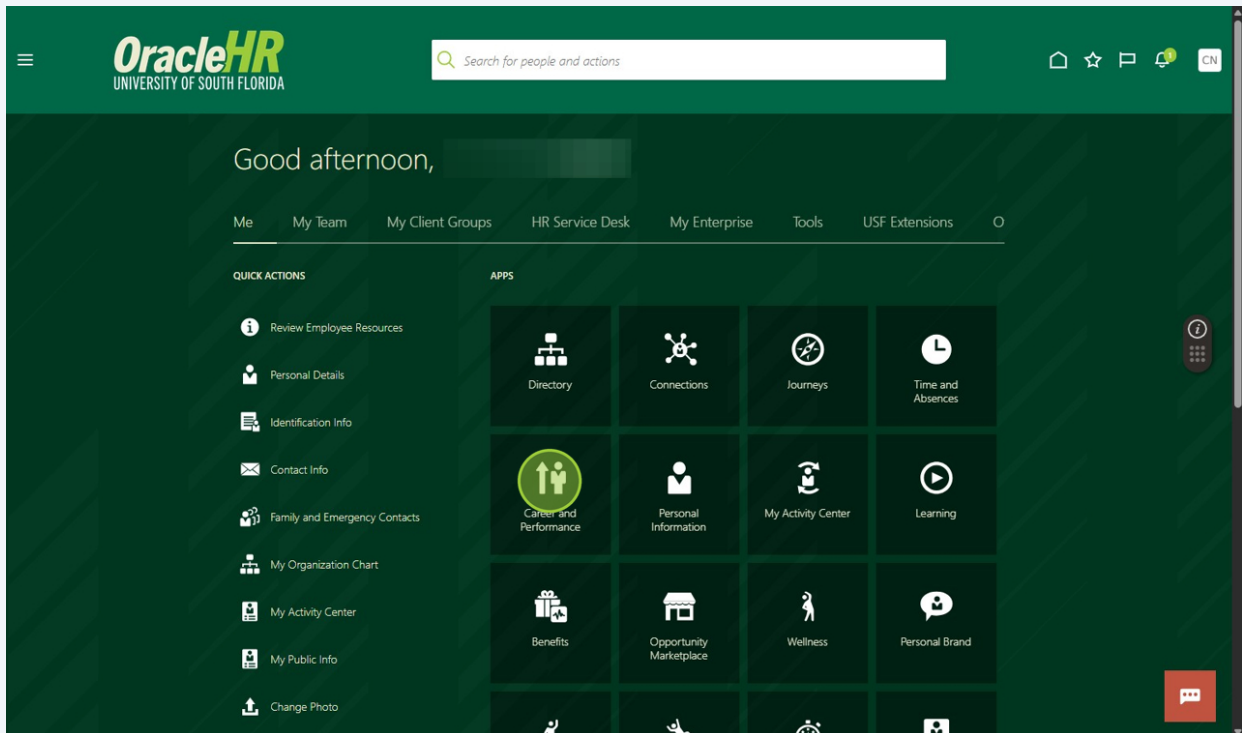 OracleHR
UNIVERSITY OF SOUTH FLORIDA
Search for people and actions
1
CN
Good afternoon,
Me My Team My Client Groups HR Service Desk My Enterprise Tools USF Extensions O
QUICK ACTIONS
Review Employee Resources
Personal Details
Identification Info
Contact Info
Family and Emergency Contacts
My Organization Chart
My Activity Center
My Public Info
Change Photo
APPS
Directory
Connections
Journeys
Time and
Absences
Career and
Performance
Personal
Information
My Activity Center
Learning
Benefits
Opportunity
Marketplace
Wellness
Personal Brand